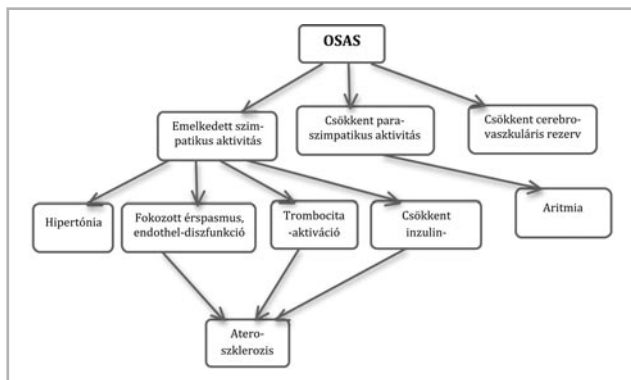 OSAS
Emelkedett szim-
patikus aktivitás
Csökkent para-
szimpatikus aktivitás
Csökkent cerebro-
vaszkuláris rezerv
Hipertónia
Fokozott érspasmus,
endothel-diszfunkció
Trombocita
-aktiváció
Csökkent
inzulin-
Aritmia
Atero-
szklerozis